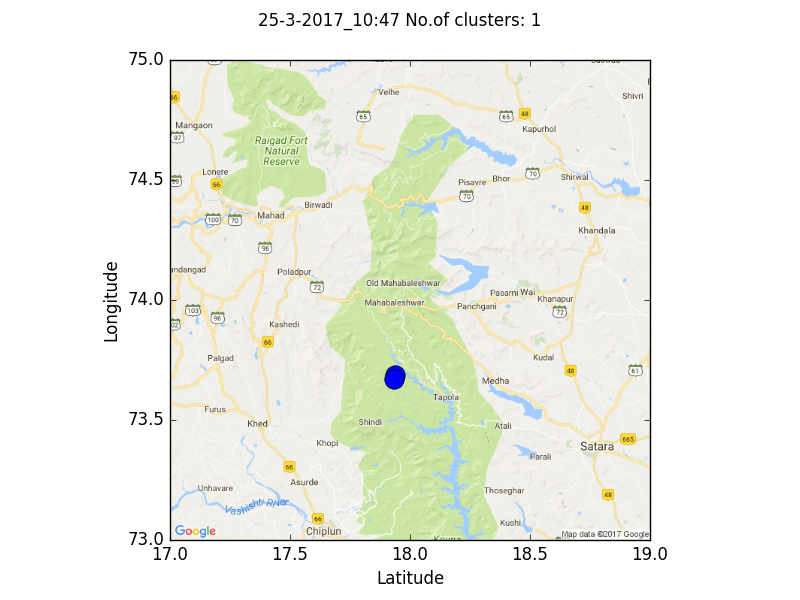 25-3-2017_10:47 No.of clusters: 1
75.0
74.5
74.0
73.5
73.0
Longitude
17.0
17.5
18.0
18.5
19.0
Latitude
Velhe
Shivri
66
65
65
48
Kapurhol
Mangaon
97
Raigad Fort
Natural
Reserve
Lonere
66
Pisavre
Bhor
70
Shirwal
70
Birwadi
48
100
70
Mahad
Khandala
96
andangad
Poladpur
72
Old Mahabaleshwar
Pasarni Wai
Khanapur
Mahabaleshwar
Panchgani
72
103
96
02
Kashedi
66
Palgad
Kudal
48
61
Medha
Tapola
Furus
Khed
Shindi
Atali
Khopi
665
Satara
Parali
66
Asurde
Unhavare
Thoseghar
48
Vashishti River
66
Kushi
Google
Chiplun
Koyna
Map data ©2017 Google